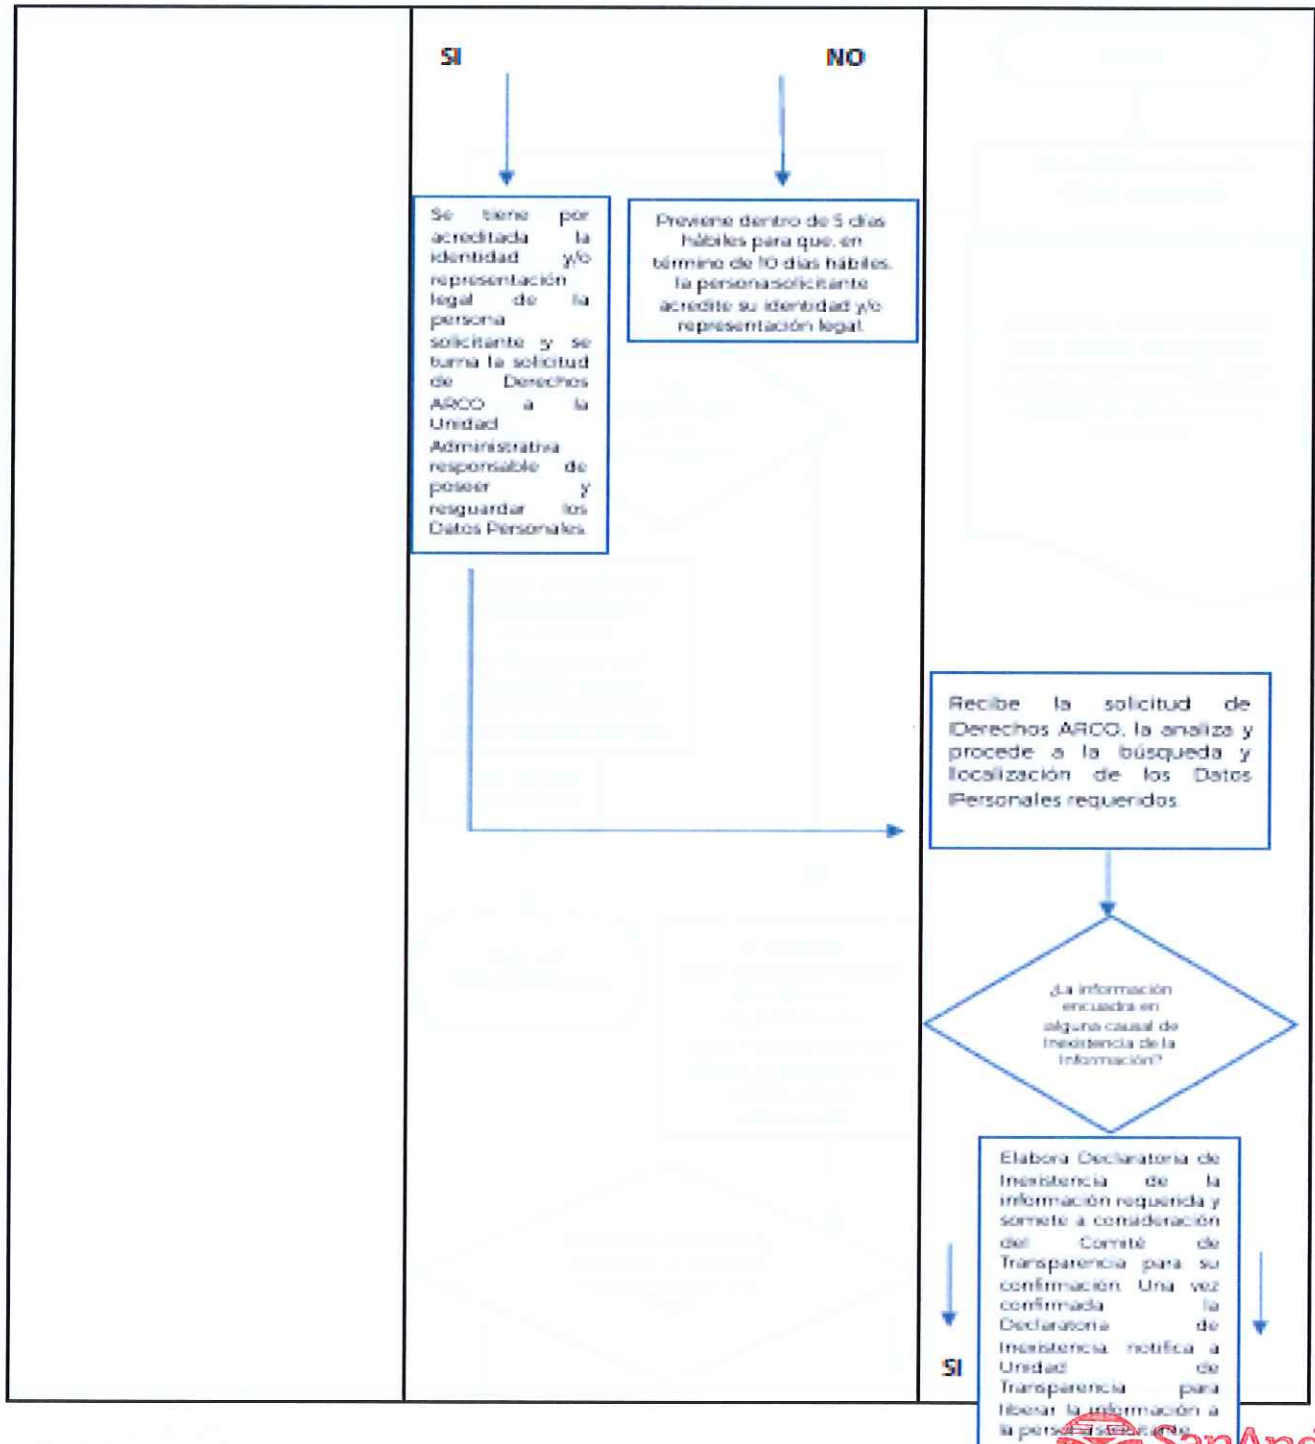 SI
NO
Se tiene por
acreditada la
identidad y/o
representación
legal de la
persona
solicitante y se
turna la solicitud
de Derechos
ARCO a la
Unidad
Administrativa
responsable de
poseer y
resguardar los
Datos Personales.
Previene dentro de 5 días
hábiles para que, en
término de 10 días hábiles,
la persona solicitante
acredite su identidad y/o
representación legal.
Recibe la solicitud de
Derechos ARCO, la analiza y
procede a la búsqueda y
localización de los Datos
Personales requeridos.
¿La información
encuadra en
alguna causal de
Inexistencia de la
Información?
Elabora Declaratoria de
Inexistencia de la
información requerida y
somete a consideración
del Comité de
Transparencia para su
confirmación. Una vez
confirmada la
Declaratoria de
Inexistencia, notifica a
Unidad de
Transparencia para
liberar la información a
la persona solicitante.
SI
SanAnd